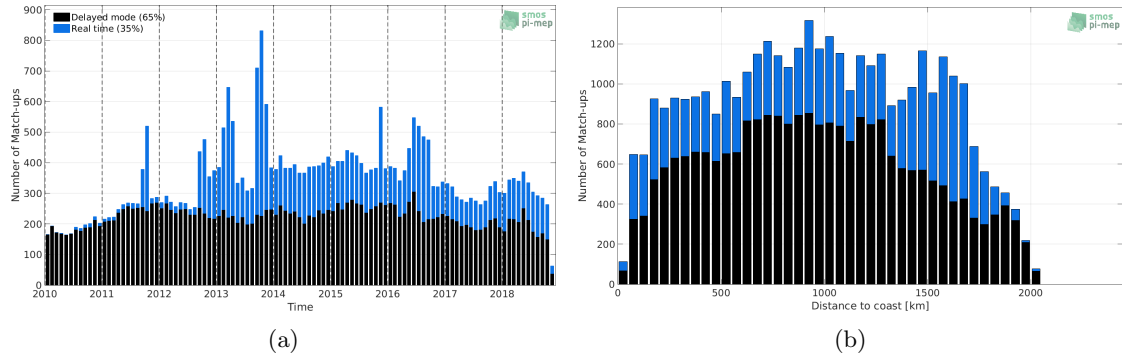 Delayed mode (65%)
Real time (35%)
smos
pi-mep
Number of Match-ups
900
800
700
600
500
400
300
200
100
0
2010 2011 2012 2013 2014 2015 2016 2017 2018
Time
(a)
smos
pi-mep
Number of Match-ups
1200
1000
800
600
400
200
0
0 500 1000 1500 2000
Distance to coast [km]
(b)